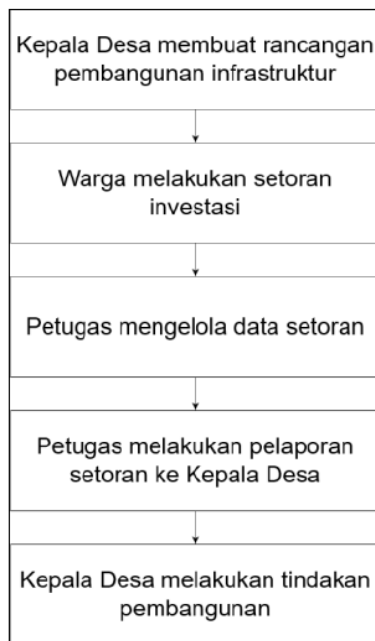 Kepala Desa membuat rancangan
pembangunan infrastruktur
Warga melakukan setoran
investasi
Petugas mengelola data setoran
Petugas melakukan pelaporan
setoran ke Kepala Desa
Kepala Desa melakukan tindakan
pembangunan